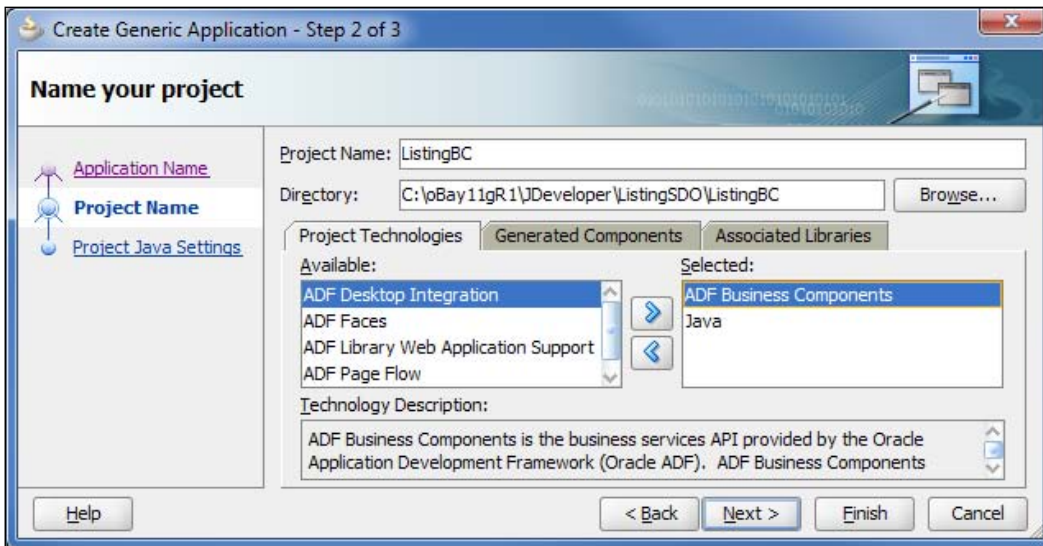 Create Generic Application - Step 2 of 3
Name your project
Application Name
Project Name
Project Java Settings
Project Name: ListingBC
Directory: C:\oBay11gR1\JDeveloper\ListingSDO\ListingBC Browse...
Project Technologies Generated Components Associated Libraries
Available: Selected:
ADF Desktop Integration ADF Business Components
ADF Faces Java
ADF Library Web Application Support
ADF Page Flow
Technology Description:
ADF Business Components is the business services API provided by the Oracle
Application Development Framework (Oracle ADF). ADF Business Components
Help < Back Next > Finish Cancel